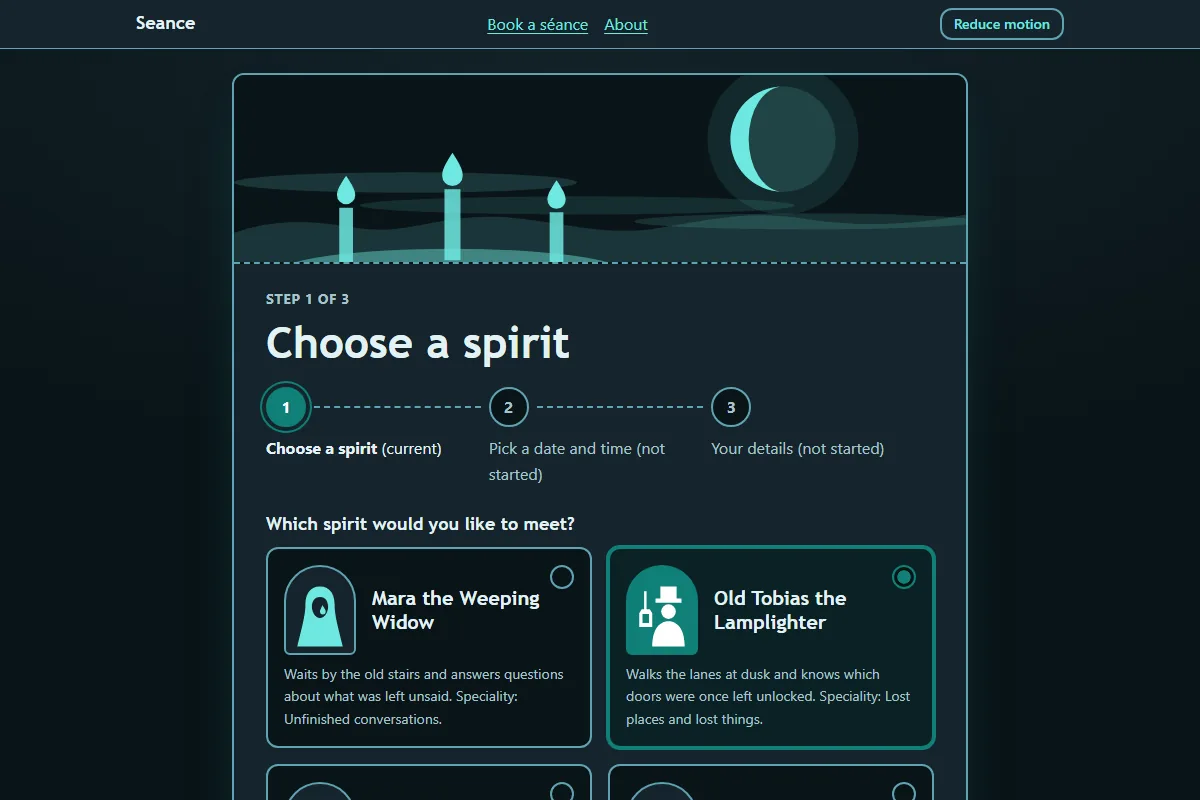 Seance
Book a séance
About
Reduce motion
STEP 1 OF 3
Choose a spirit
1
2
3
Choose a spirit (current)
Pick a date and time (not
started)
Your details (not started)
Which spirit would you like to meet?
Mara the Weeping
Widow
Waits by the old stairs and answers questions
about what was left unsaid. Speciality:
Unfinished conversations.
Old Tobias the
Lamplighter
Walks the lanes at dusk and knows which
doors were once left unlocked. Speciality: Lost
places and lost things.